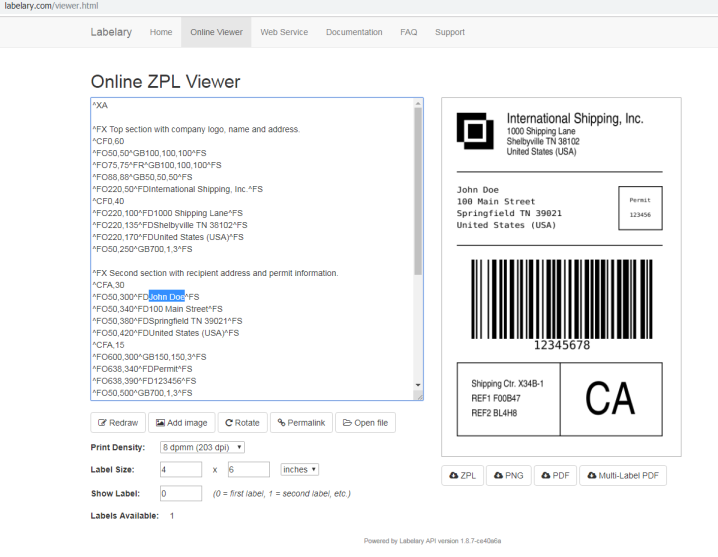 labelary.com/viewer.html
Labelary Home Online Viewer Web Service Documentation FAQ Support
Online ZPL Viewer
^XA
^FX Top section with company logo, name and address.
^CF0,60
^FO50,50^GB100,100,100^FS
^FO75,75^FR^GB100,100,100^FS
^FO88,88^GB50,50,50^FS
^FO220,50^FDInternational Shipping, Inc.^FS
^CF0,40
^FO220,100^FD1000 Shipping Lane^FS
^FO220,135^FDShelbyville TN 38102^FS
^FO220,170^FDUnited States (USA)^FS
^FO50,250^GB700,1,3^FS
^FX Second section with recipient address and permit information.
^CFA,30
^FO50,300^FDJohn Doe^FS
^FO50,340^FD100 Main Street^FS
^FO50,380^FDSpringfield TN 39021^FS
^FO50,420^FDUnited States (USA)^FS
^CFA,15
^FO600,300^GB150,150,3^FS
^FO638,340^FDPermit^FS
^FO638,390^FD123456^FS
^FO50,500^GB700,1,3^FS
Redraw Add image Rotate Permalink Open file
Print Density: 8 dpmm (203 dpi)
Label Size: 4 x 6 inches
Show Label: 0 (0 = first label, 1 = second label, etc.)
Labels Available: 1
International Shipping, Inc.
1000 Shipping Lane
Shelbyville TN 38102
United States (USA)
John Doe
100 Main Street
Springfield TN 39021
United States (USA)
Permit
123456
12345678
Shipping Ctr. X34B-1
REF1 F00B47
REF2 BL4H8
CA
ZPL PNG PDF Multi-Label PDF
Powered by Labelary API version 1.8.7-ce40a6a